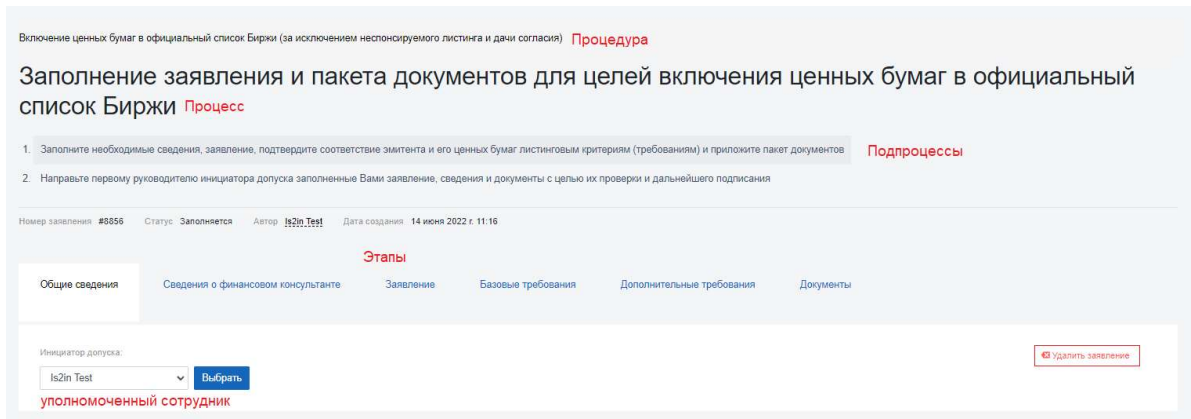 Включение ценных бумаг в официальный список Биржи (за исключением неспонсируемого листинга и дачи согласия) Процедура
Заполнение заявления и пакета документов для целей включения ценных бумаг в официальный
список Биржи Процесс
1. Заполните необходимые сведения, заявление, подтвердите соответствие эмитента и его ценных бумаг листинговым критериям (требованиям) и приложите пакет документов Подпроцессы
2. Направьте первому руководителю инициатора допуска заполненные Вами заявление, сведения и документы с целью их проверки и дальнейшего подписания
Номер заявления #8856 Статус Заполняется Автор Is2in Test Дата создания 14 июня 2022 г. 11:16
Этапы
Общие сведения Сведения о финансовом консультанте Заявление Базовые требования Дополнительные требования Документы
Инициатор допуска: Удалить заявление
Is2in Test Выбрать
уполномоченный сотрудник